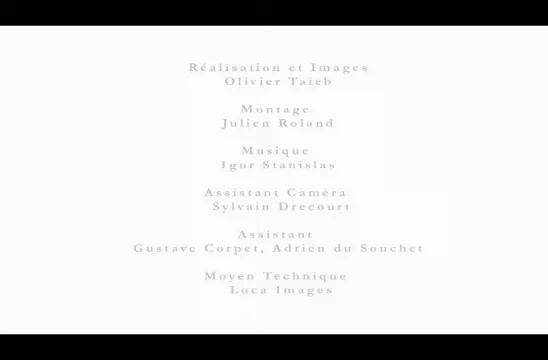 Réalisation et Images
Olivier Taieb
Montage
Julien Roland
Musique
Igor Stanislas
Assistant Caméra
Sylvain Drecourt
Assistant
Gustave Corpet, Adrien du Souchet
Moyen Technique
Loca Images